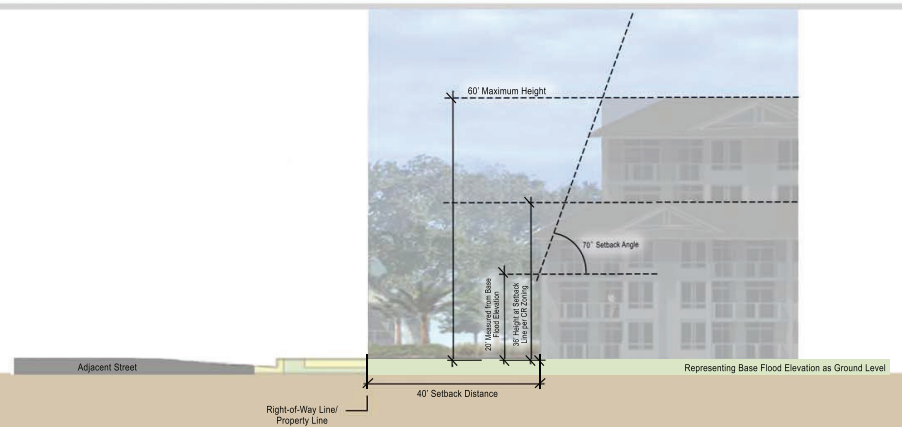 60' Maximum Height
70˚ Setback Angle
20' Measured from Base
Flood Elevation
36' Height at Setback
Line per CR Zoning
Adjacent Street
Representing Base Flood Elevation as Ground Level
40' Setback Distance
Right-of-Way Line/
Property Line